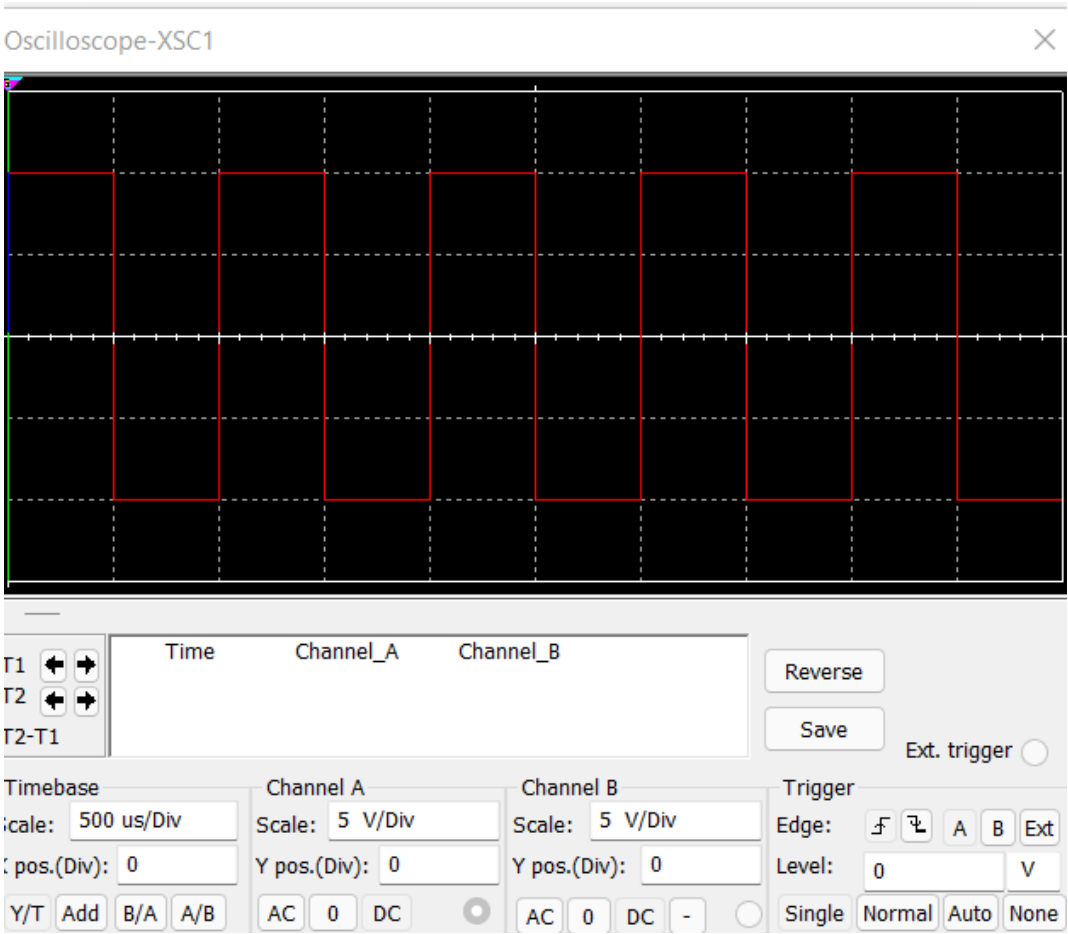 Oscilloscope-XSC1
Time Channel_A Channel_B
T1
T2
T2-T1
Reverse
Save
Ext. trigger
Timebase Channel A Channel B Trigger
cale: 500 us/Div Scale: 5 V/Div Scale: 5 V/Div Edge: A B Ext
pos.(Div): 0 Y pos.(Div): 0 Y pos.(Div): 0 Level: 0 V
Y/T Add B/A A/B AC 0 DC AC 0 DC - Single Normal Auto None